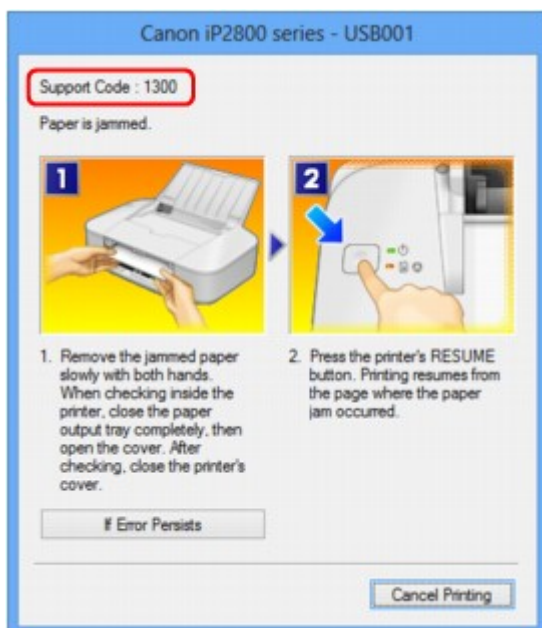 Canon iP2800 series - USB001
Support Code : 1300
Paper is jammed.
1
2
1. Remove the jammed paper
slowly with both hands.
When checking inside the
printer, close the paper
output tray completely, then
open the cover. After
checking, close the printer's
cover.
2. Press the printer's RESUME
button. Printing resumes from
the page where the paper
jam occurred.
If Error Persists
Cancel Printing